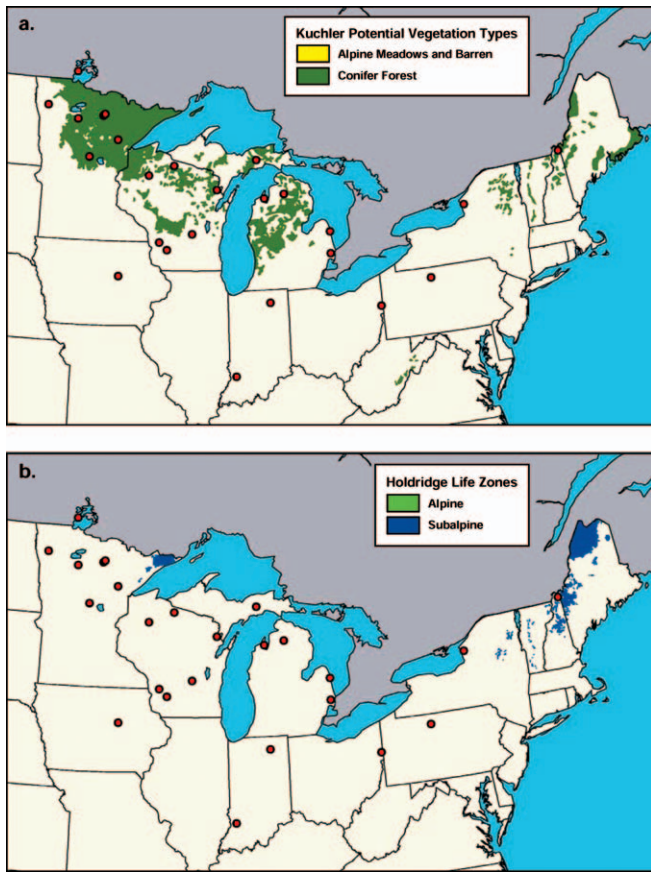 a.
Kuchler Potential Vegetation Types
Alpine Meadows and Barren
Conifer Forest
b.
Holdridge Life Zones
Alpine
Subalpine